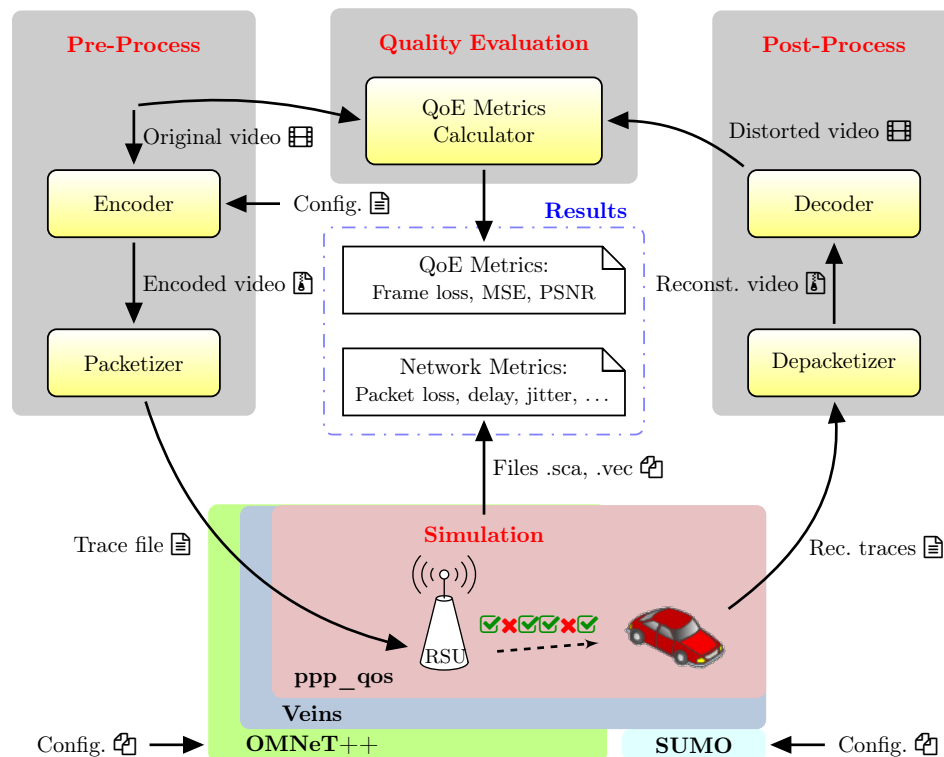 Pre-Process
Quality Evaluation
Post-Process
QoE Metrics
Calculator
Original video
Distorted video
Encoder
Config.
Results
Decoder
Encoded video
QoE Metrics:
Frame loss, MSE, PSNR
Reconst. video
Packetizer
Network Metrics:
Packet loss, delay, jitter, ...
Depacketizer
Files .sca, .vec
Simulation
Trace file
Rec. traces
RSU
ppp_qos
Veins
Config.
OMNeT++
SUMO
Config.